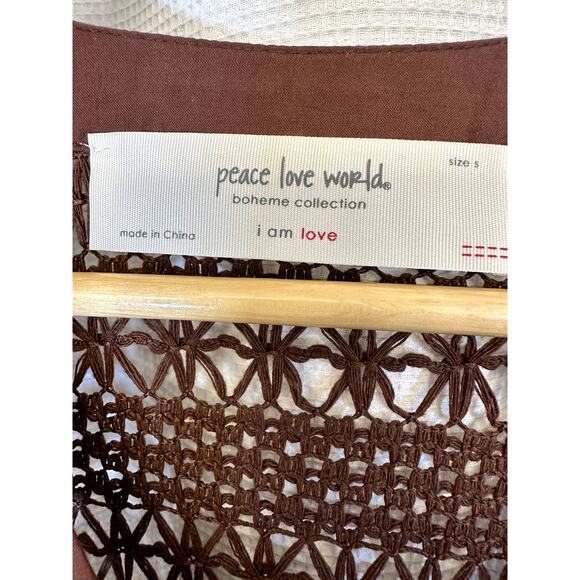 size s
peace love world®
boheme collection
made in China
i am love